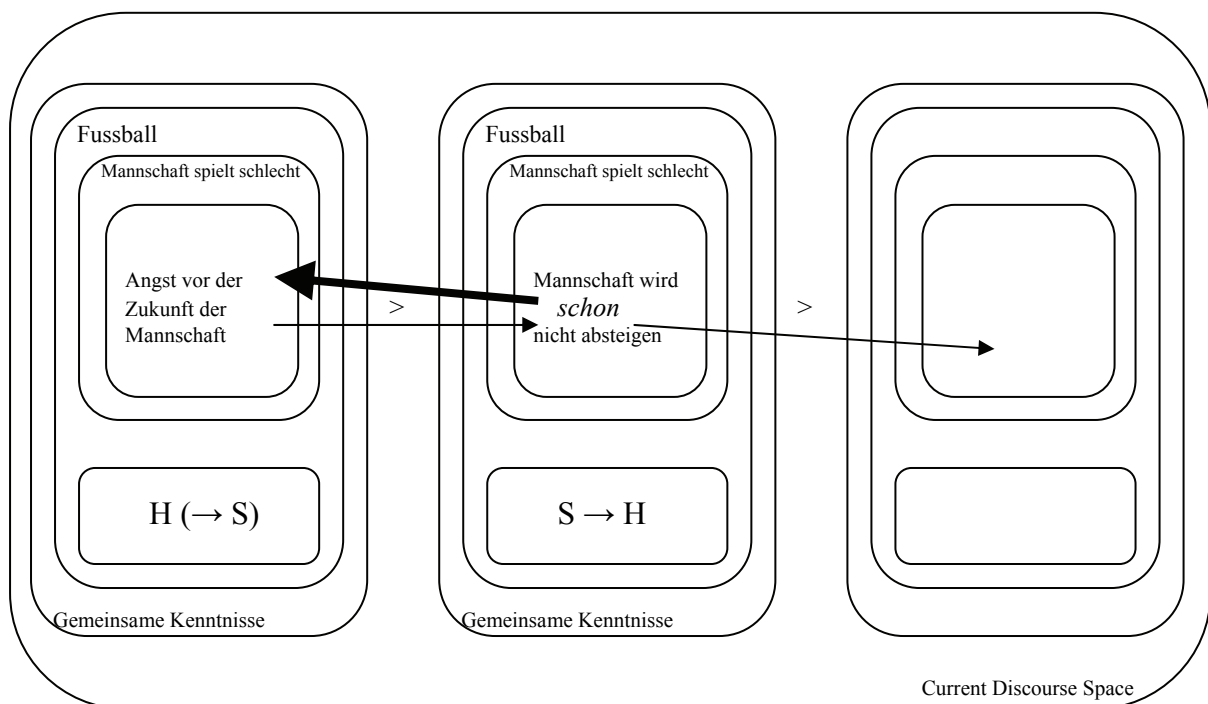 Fussball
Mannschaft spielt schlecht
Angst vor der
Zukunft der
Mannschaft
H (→ S)
Gemeinsame Kenntnisse
>
Fussball
Mannschaft spielt schlecht
Mannschaft wird
schon
nicht absteigen
S → H
Gemeinsame Kenntnisse
>
Current Discourse Space